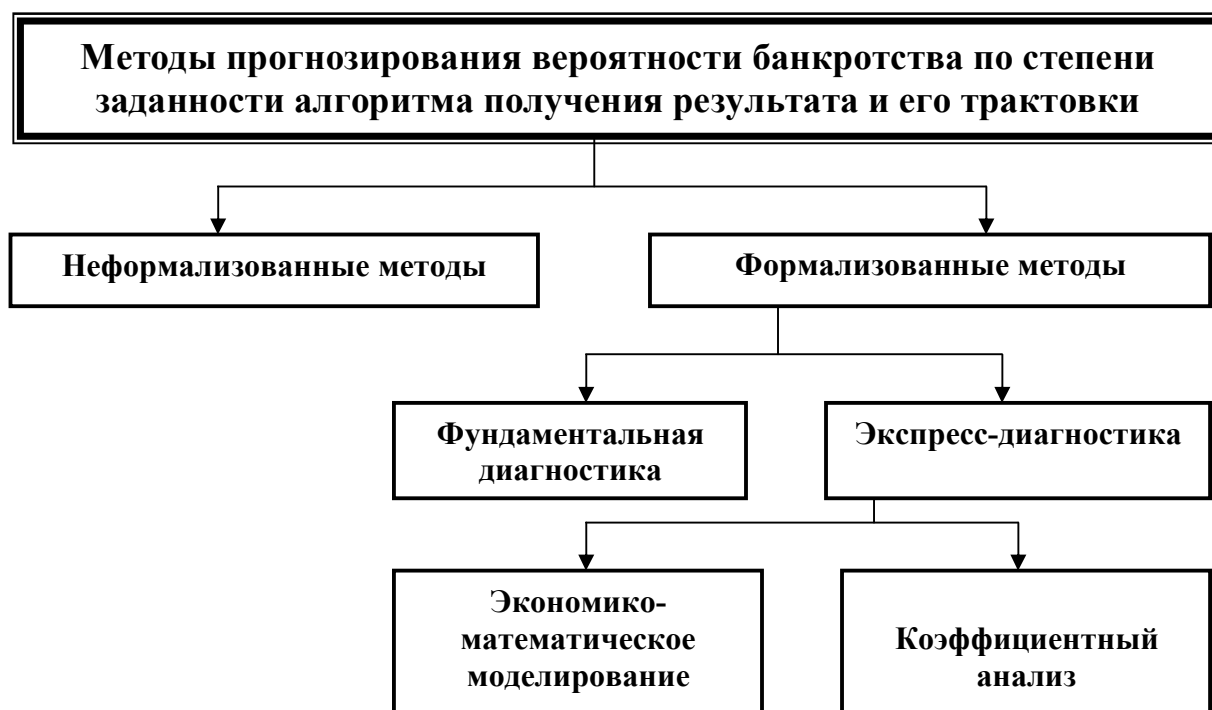 Методы прогнозирования вероятности банкротства по степени
заданности алгоритма получения результата и его трактовки
Неформализованные методы
Формализованные методы
Фундаментальная
диагностика
Экспресс-диагностика
Экономико-
математическое
моделирование
Коэффициентный
анализ